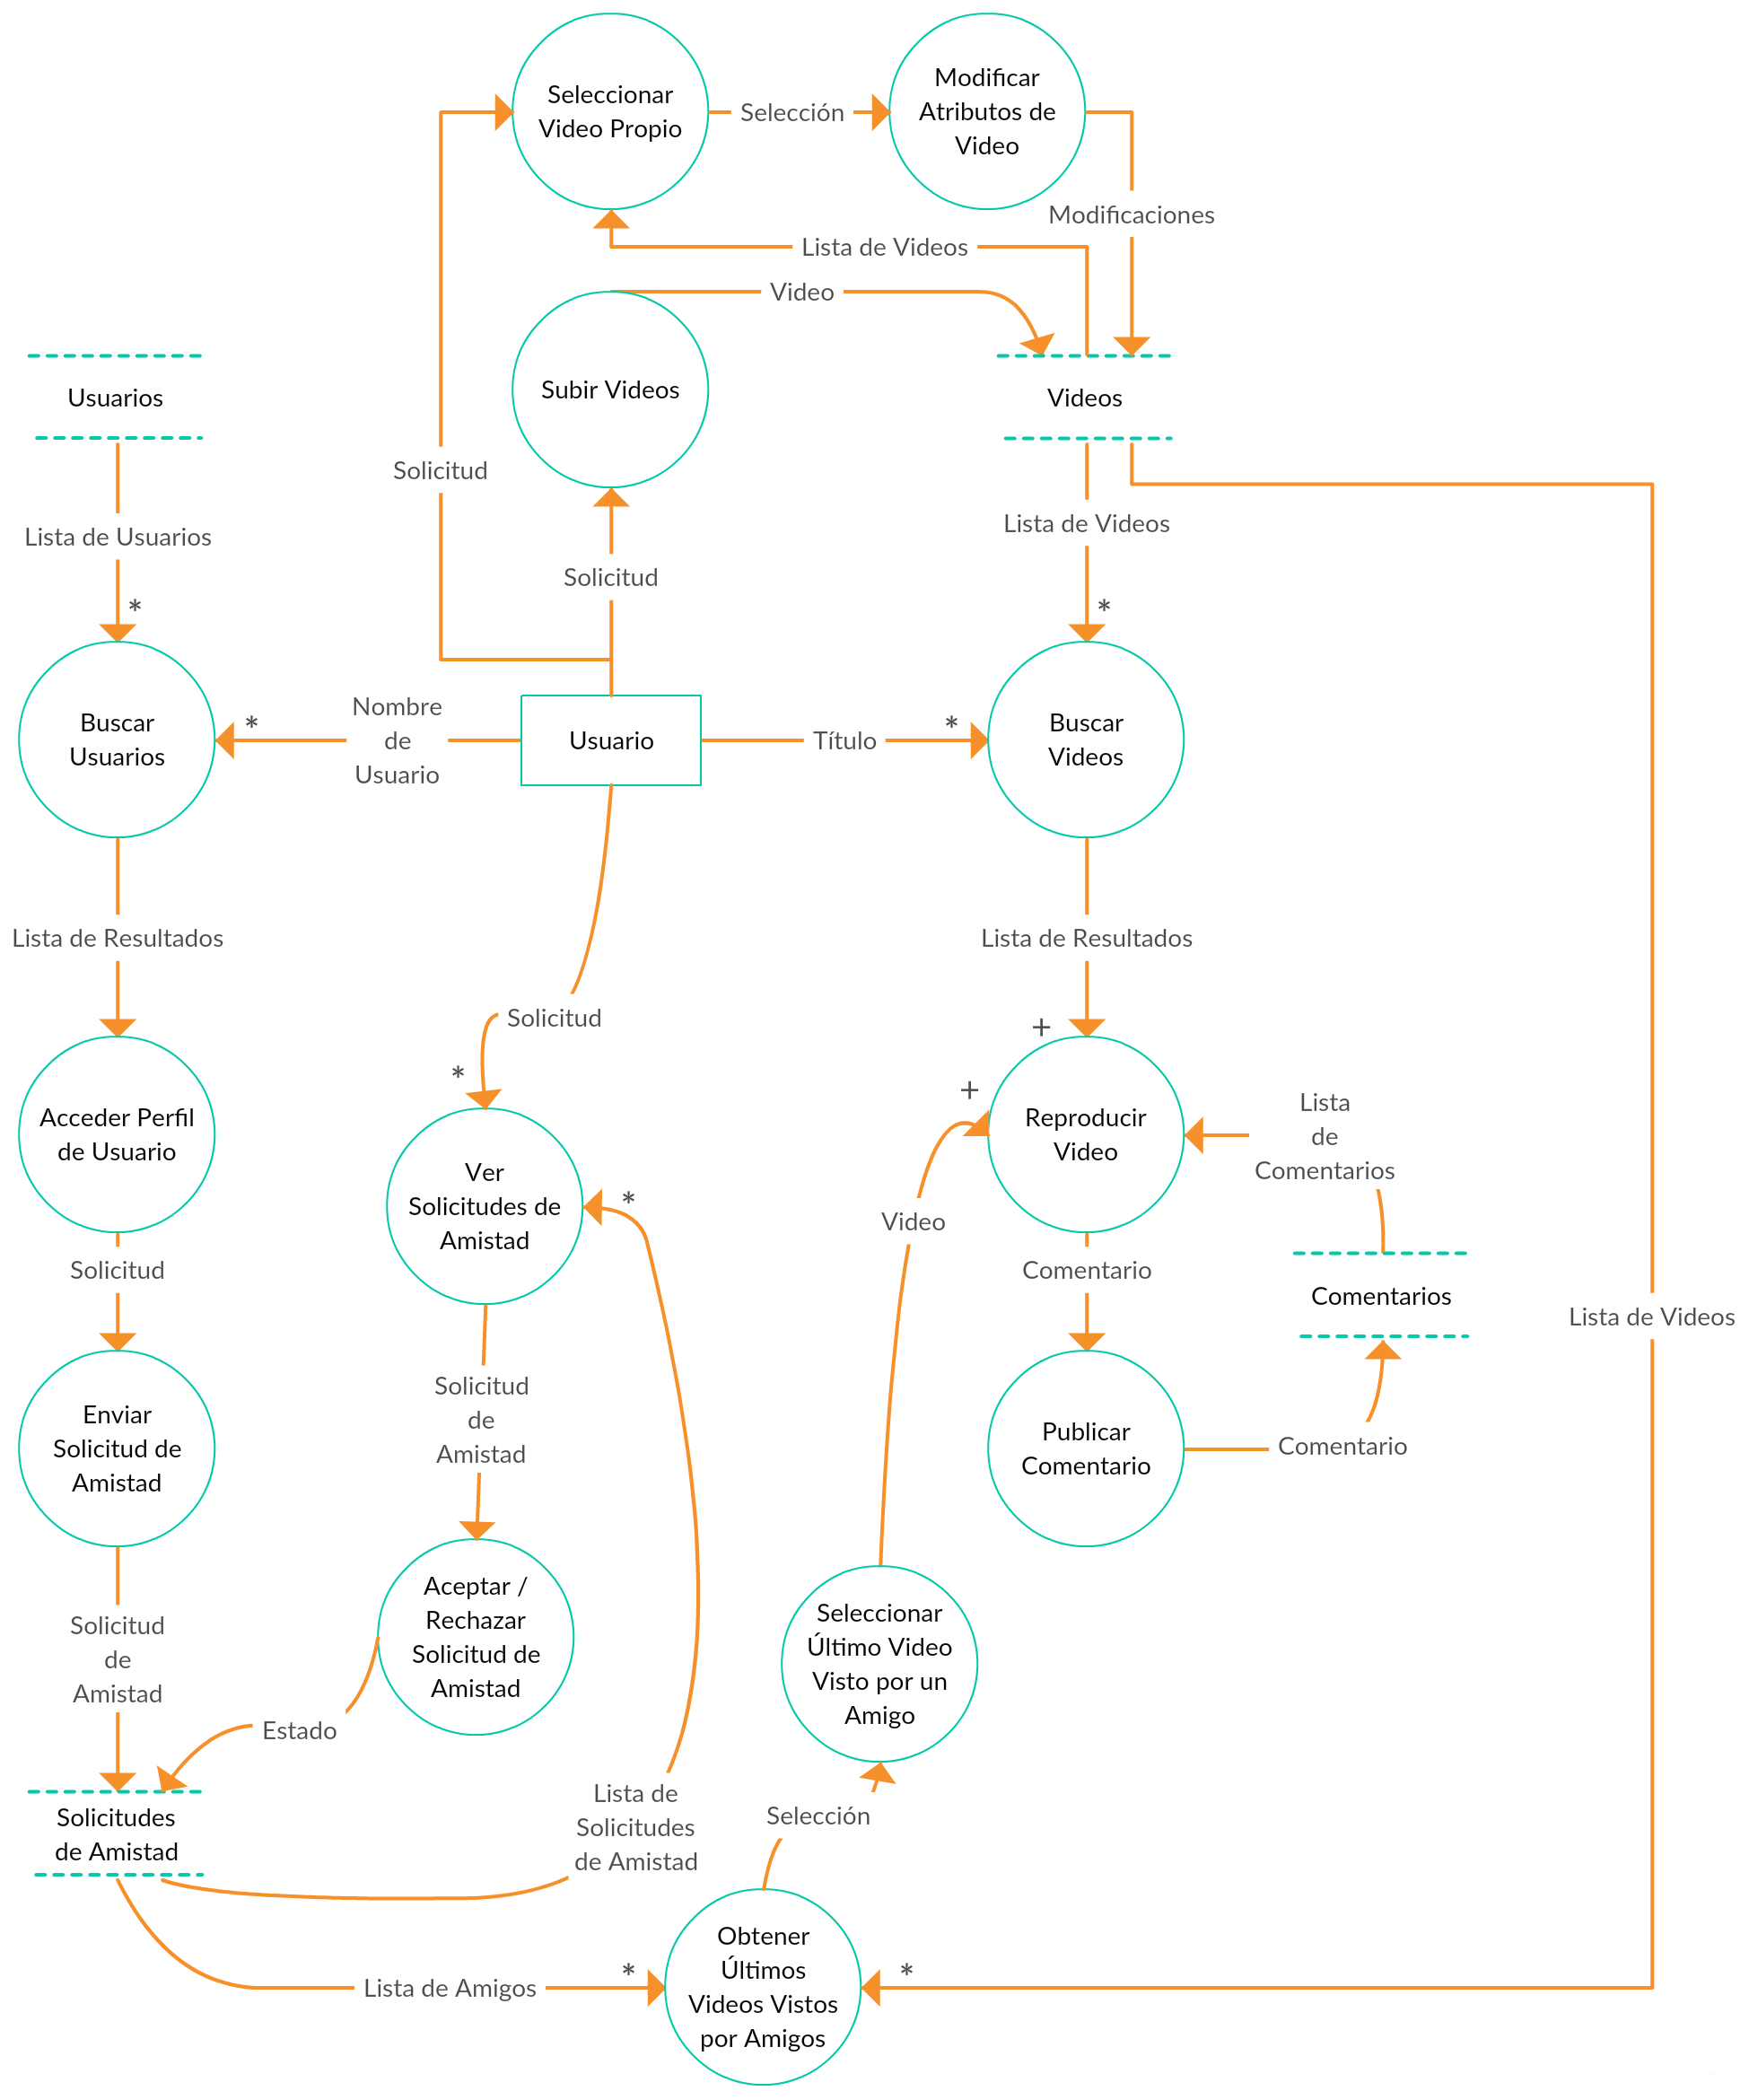 Seleccionar
Video Propio
Selección
Modificar
Atributos de
Video
Modificaciones
Lista de Videos
Video
Usuarios
Subir Videos
Videos
Solicitud
Lista de Usuarios
Lista de Videos
Solicitud
*
*
Buscar
Usuarios
*
Nombre
de
Usuario
Usuario
Título
*
Buscar
Videos
Lista de Resultados
Lista de Resultados
Solicitud
+
*
+
Acceder Perfil
de Usuario
Ver
Solicitudes de
Amistad
*
Reproducir
Video
Lista
de
Comentarios
Video
Solicitud
Comentario
Comentarios
Lista de Videos
Solicitud
de
Amistad
Enviar
Solicitud de
Amistad
Publicar
Comentario
Comentario
Aceptar /
Rechazar
Solicitud de
Amistad
Seleccionar
Último Video
Visto por un
Amigo
Solicitud
de
Amistad
Estado
Solicitudes
de Amistad
Lista de
Solicitudes
de Amistad
Selección
Lista de Amigos
*
Obtener
Últimos
Videos Vistos
por Amigos
*